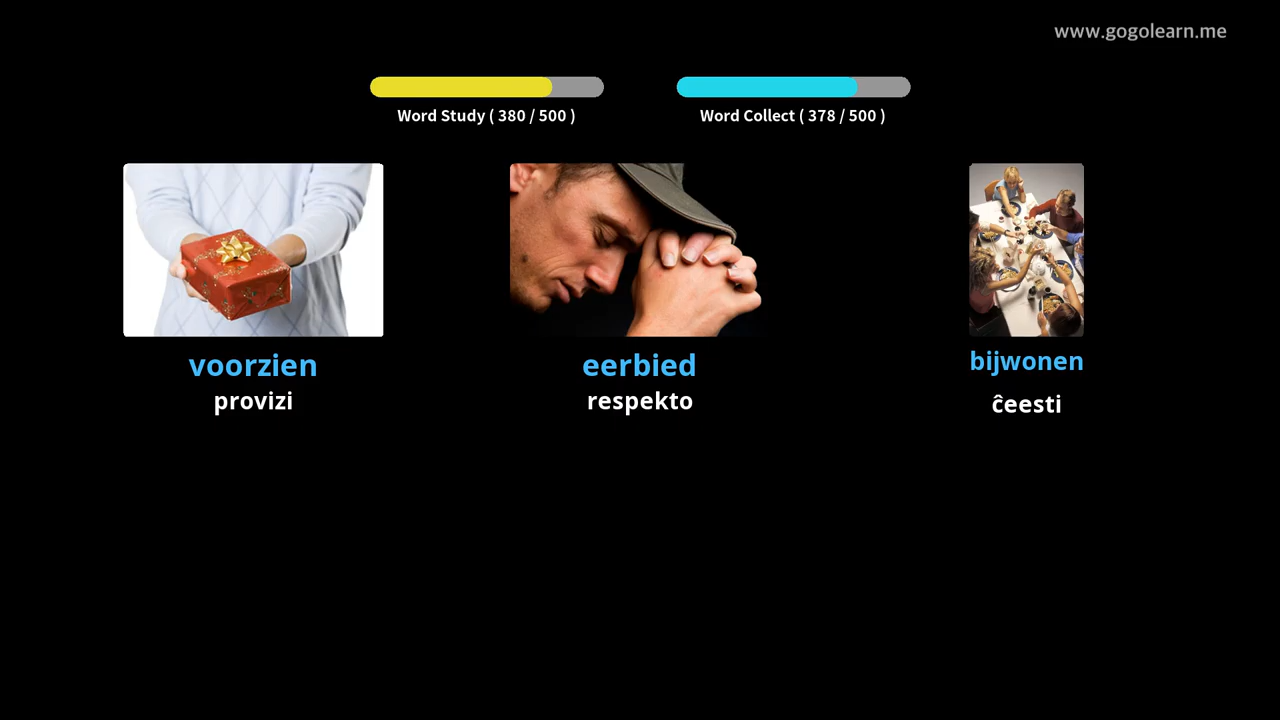 www.gogolearn.me
Word Study ( 380 / 500 )
Word Collect ( 378 / 500 )
voorzien
provizi
eerbied
respekto
bijwonen
ĉeesti